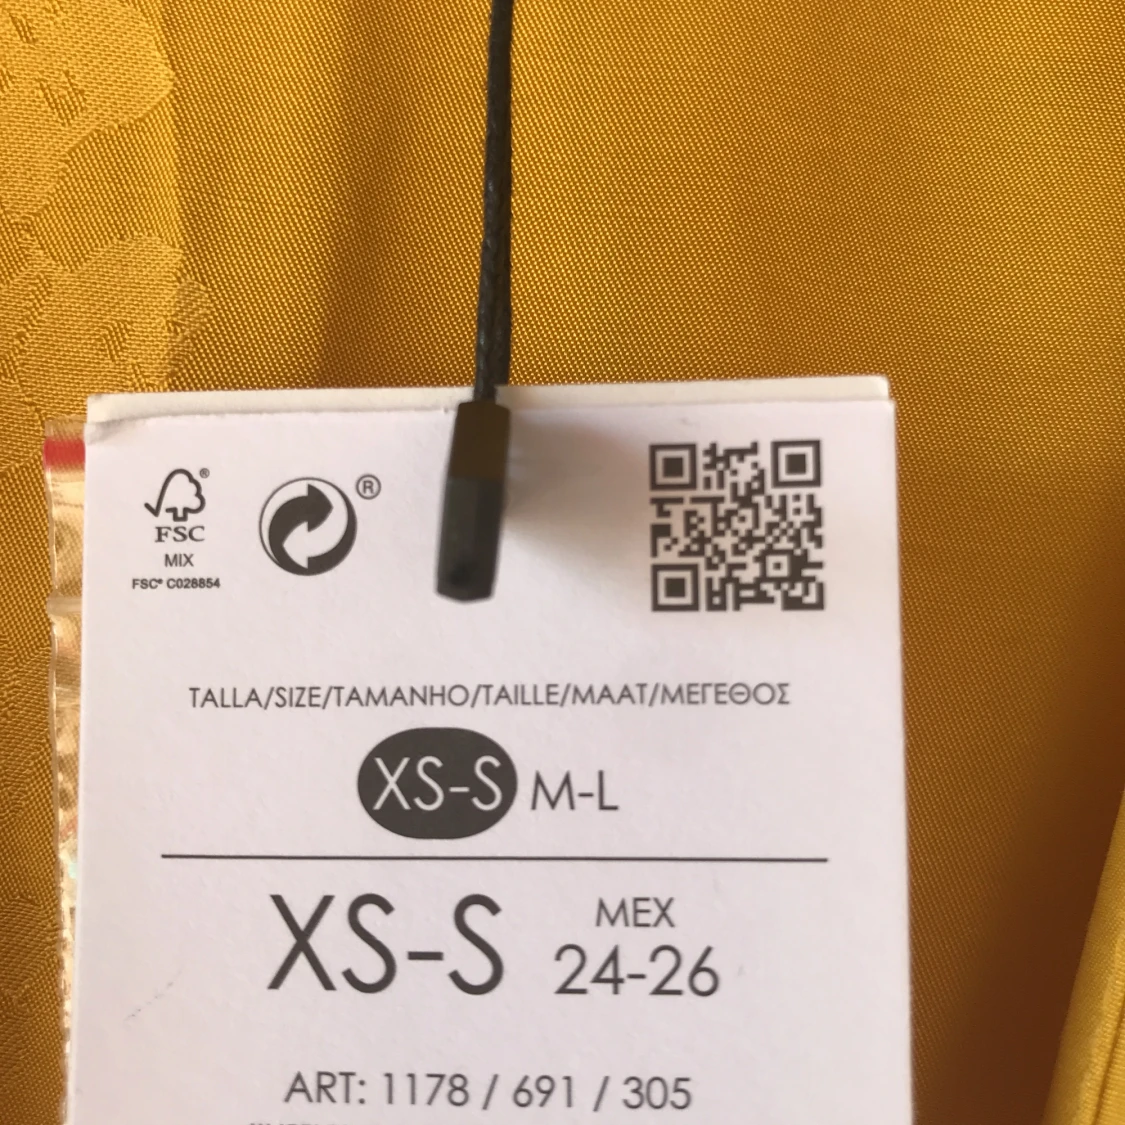 FSC®
MIX
FSC® C028854
®
TALLA/SIZE/TAMANHO/TAILLE/MAAT/ΜΕΓΕΘΟΣ
XS-S M-L
XS-S MEX
24-26
ART: 1178 / 691 / 305